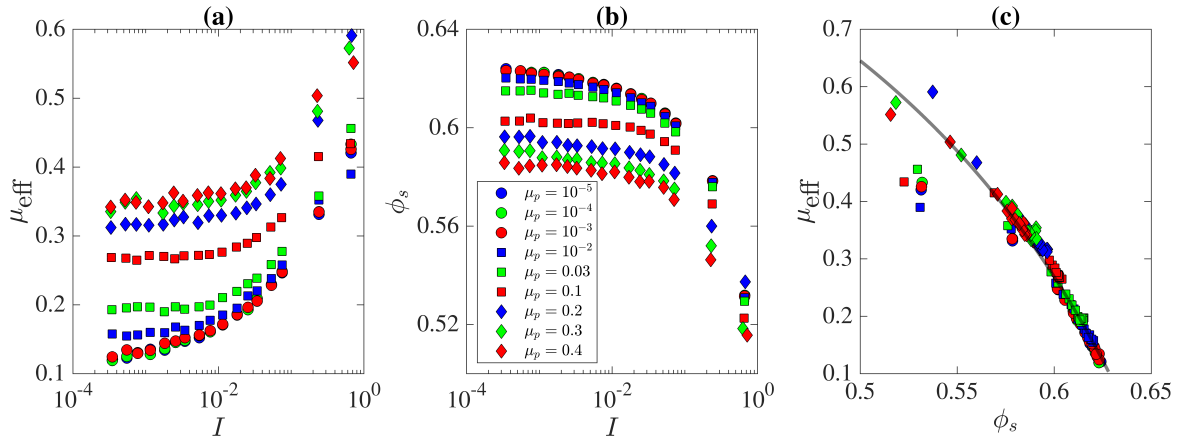 (a)
0.6
0.5
0.4
0.3
0.2
0.1
μeff
10⁻⁴
10⁻²
10⁰
I
(b)
0.64
0.6
0.56
0.52
ϕₛ
μₚ = 10⁻⁵
μₚ = 10⁻⁴
μₚ = 10⁻³
μₚ = 10⁻²
μₚ = 0.03
μₚ = 0.1
μₚ = 0.2
μₚ = 0.3
μₚ = 0.4
10⁻⁴
10⁻²
10⁰
I
(c)
0.7
0.6
0.5
0.4
0.3
0.2
0.1
μeff
0.5
0.55
0.6
0.65
ϕₛ